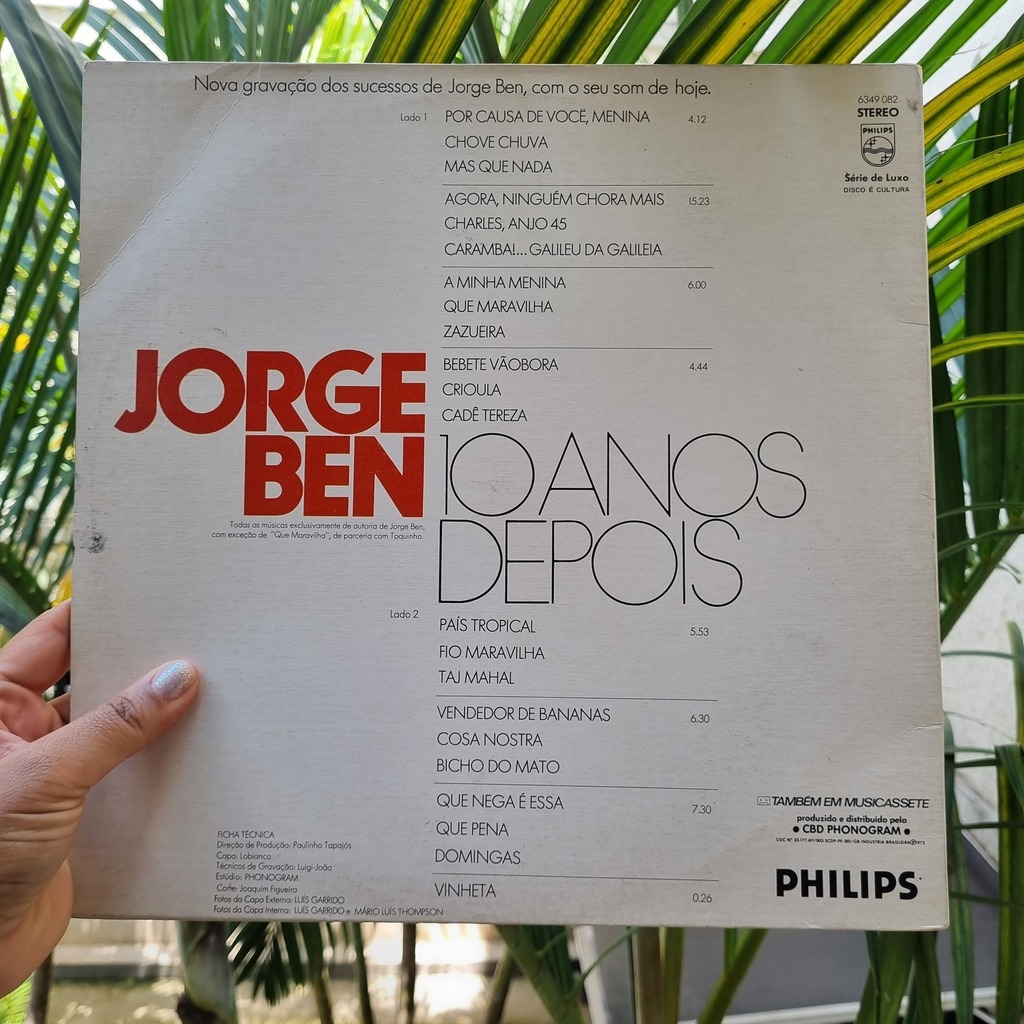 Nova gravação dos sucessos de Jorge Ben, com o seu som de hoje.
6349 082
STEREO
PHILIPS
Série de Luxo
DISCO É CULTURA
Lado 1
POR CAUSA DE VOCÊ, MENINA 4.12
CHOVE CHUVA
MAS QUE NADA
AGORA, NINGUÉM CHORA MAIS 15.23
CHARLES, ANJO 45
CARAMBA!... GALILEU DA GALILEIA
A MINHA MENINA 6.00
QUE MARAVILHA
ZAZUEIRA
BEBETE VÃOBORA 4.44
CRIOULA
CADÊ TEREZA
JORGE
BEN
10 ANOS
DEPOIS
Todas as músicas exclusivamente de autoria de Jorge Ben,
com exceção de "Que Maravilha", de parceria com Toquinho.
Lado 2
PAÍS TROPICAL 5.53
FIO MARAVILHA
TAJ MAHAL
VENDEDOR DE BANANAS 6.30
COSA NOSTRA
BICHO DO MATO
QUE NEGA É ESSA 7.30
QUE PENA
DOMINGAS
VINHETA 0.26
FICHA TÉCNICA
Direção de Produção: Paulinho Tapajós
Capa: Lobianco
Técnicos de Gravação: Luigi-João
Estúdio: PHONOGRAM
Corte: Joaquim Figueira
Fotos da Capa Externa: LUÍS GARRIDO
Fotos da Capa Interna: LUÍS GARRIDO e MÁRIO LUÍS THOMPSON
TAMBÉM EM MUSICASSETE
produzido e distribuido pela
• CBD PHONOGRAM •
INDUSTRIA BRASILEIRA
PHILIPS